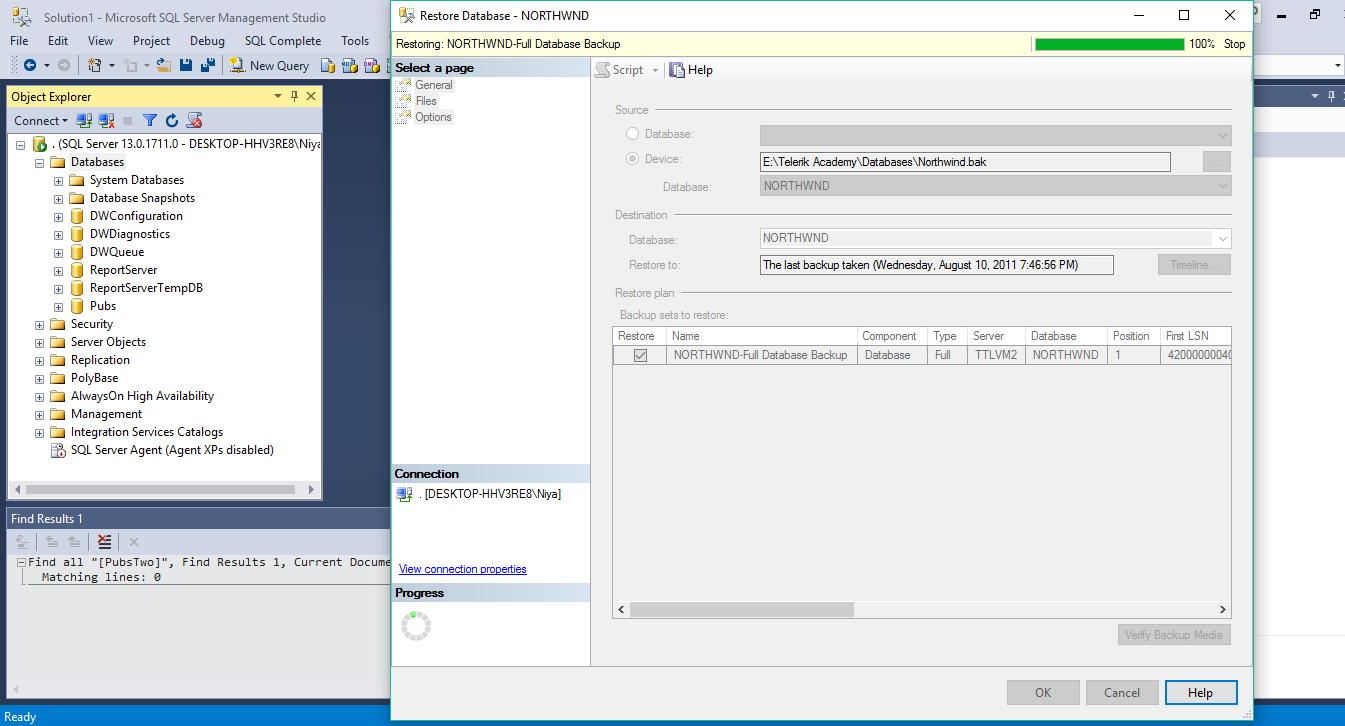 Solution1 - Microsoft SQL Server Management Studio
File Edit View Project Debug SQL Complete Tools
New Query
Object Explorer
Connect
. (SQL Server 13.0.1711.0 - DESKTOP-HHV3RE8\Niya
Databases
System Databases
Database Snapshots
DWConfiguration
DWDiagnostics
DWQueue
ReportServer
ReportServerTempDB
Pubs
Security
Server Objects
Replication
PolyBase
AlwaysOn High Availability
Management
Integration Services Catalogs
SQL Server Agent (Agent XPs disabled)
Find Results 1
Find all "[PubsTwo]", Find Results 1, Current Docume
Matching lines: 0
Ready
Restore Database - NORTHWND
Restoring: NORTHWND-Full Database Backup 100% Stop
Select a page
General
Files
Options
Connection
. [DESKTOP-HHV3RE8\Niya]
View connection properties
Progress
Script Help
Source
Database:
Device: E:\Telerik Academy\Databases\Northwind.bak ...
Database: NORTHWND
Destination
Database: NORTHWND
Restore to: The last backup taken (Wednesday, August 10, 2011 7:46:56 PM) Timeline...
Restore plan
Backup sets to restore:
Restore Name Component Type Server Database Position First LSN
NORTHWND-Full Database Backup Database Full TTLVM2 NORTHWND 1 42000000040
Verify Backup Media
OK Cancel Help